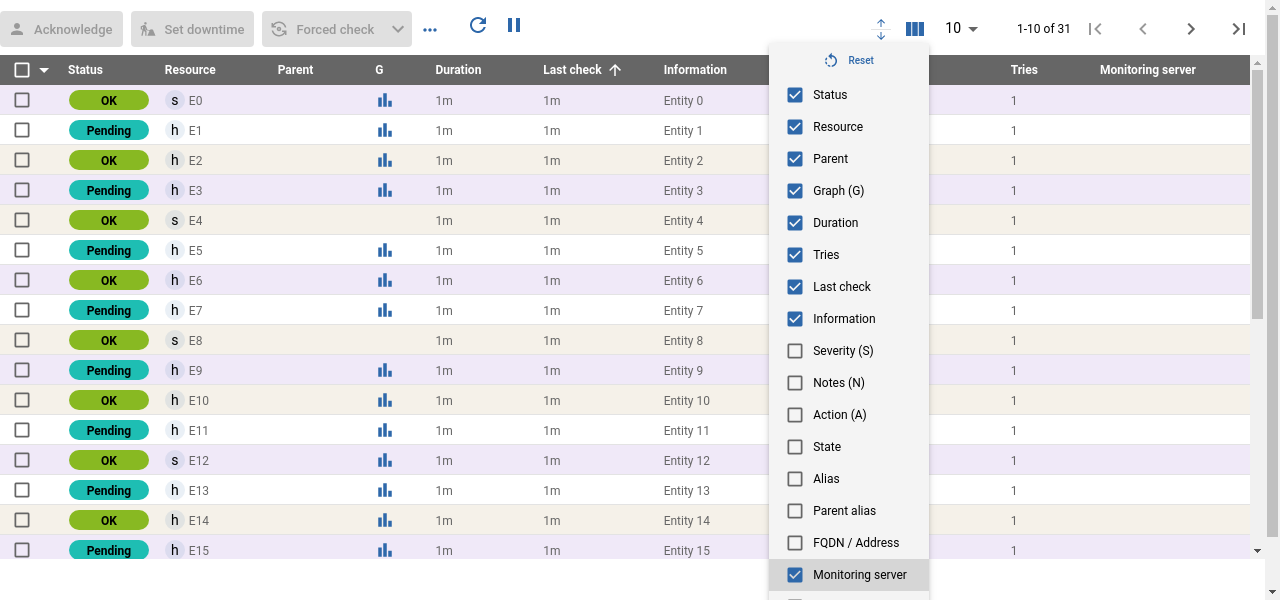 Acknowledge Set downtime Forced check 10 1-10 of 31
Status Resource Parent G Duration Last check Information Tries Monitoring server
OK s E0 1m 1m Entity 0 1
Pending h E1 1m 1m Entity 1 1
OK h E2 1m 1m Entity 2 1
Pending h E3 1m 1m Entity 3 1
OK s E4 1m 1m Entity 4 1
Pending h E5 1m 1m Entity 5 1
OK h E6 1m 1m Entity 6 1
Pending h E7 1m 1m Entity 7 1
OK s E8 1m 1m Entity 8 1
Pending h E9 1m 1m Entity 9 1
OK h E10 1m 1m Entity 10 1
Pending h E11 1m 1m Entity 11 1
OK s E12 1m 1m Entity 12 1
Pending h E13 1m 1m Entity 13 1
OK h E14 1m 1m Entity 14 1
Pending h E15 1m 1m Entity 15 1
Reset
Status
Resource
Parent
Graph (G)
Duration
Tries
Last check
Information
Severity (S)
Notes (N)
Action (A)
State
Alias
Parent alias
FQDN / Address
Monitoring server